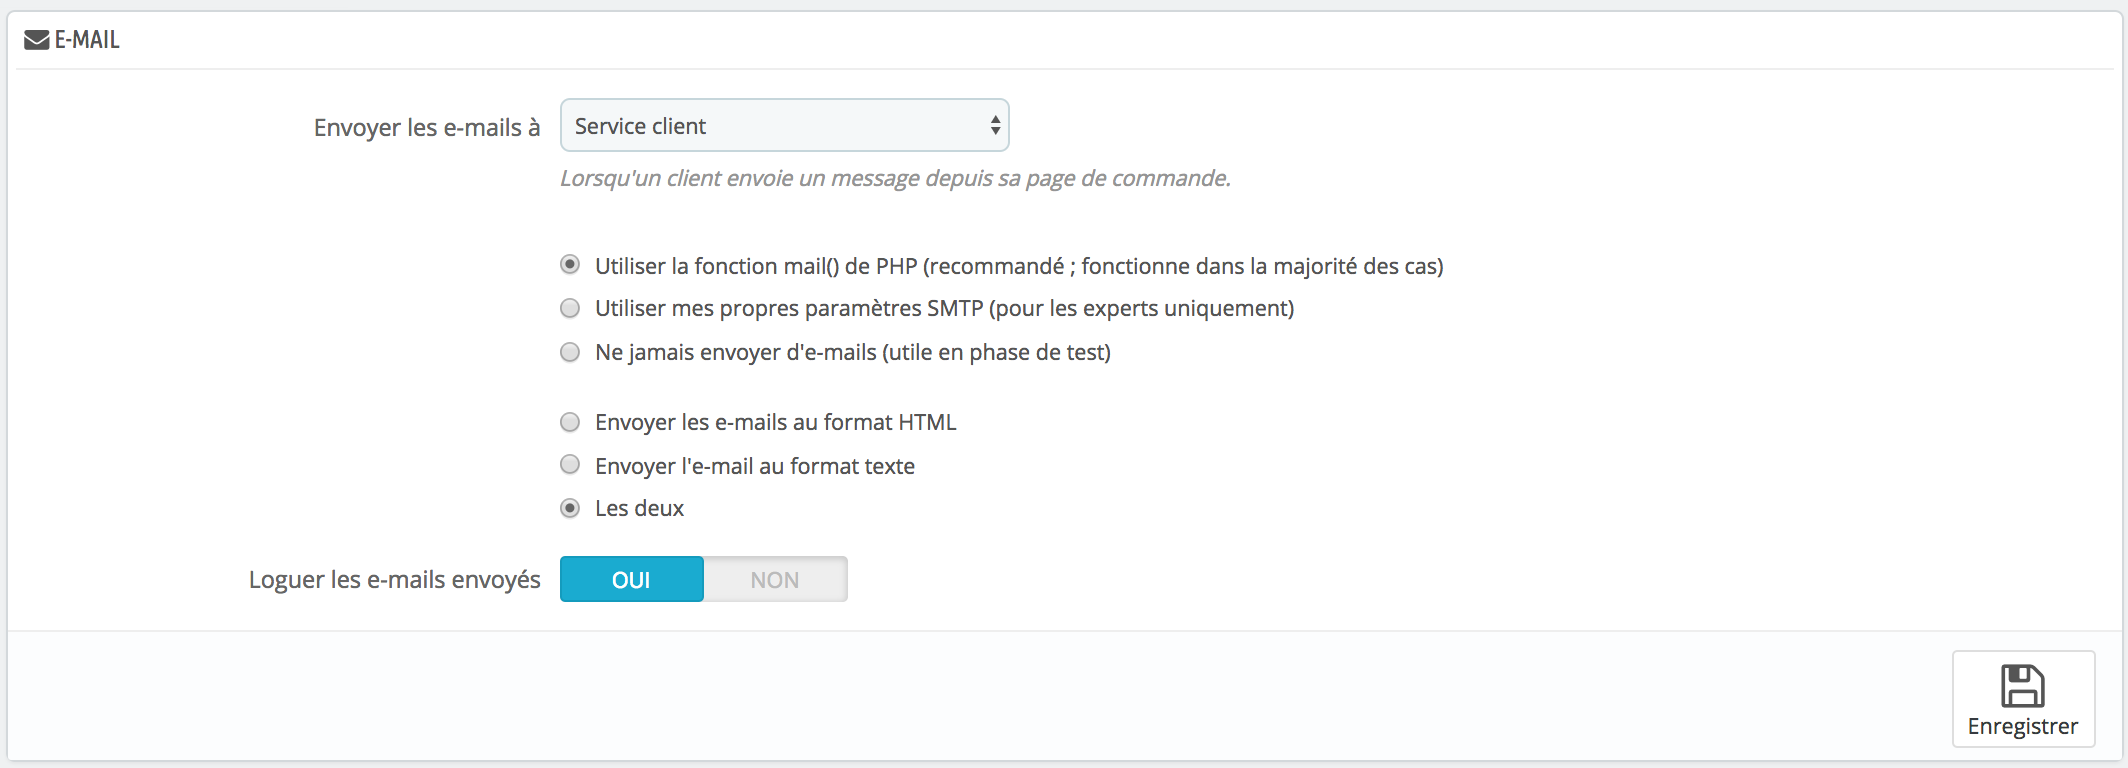 E-MAIL
Envoyer les e-mails à
Service client
Lorsqu'un client envoie un message depuis sa page de commande.
Utiliser la fonction mail() de PHP (recommandé ; fonctionne dans la majorité des cas)
Utiliser mes propres paramètres SMTP (pour les experts uniquement)
Ne jamais envoyer d'e-mails (utile en phase de test)
Envoyer les e-mails au format HTML
Envoyer l'e-mail au format texte
Les deux
Loguer les e-mails envoyés
OUI
NON
Enregistrer